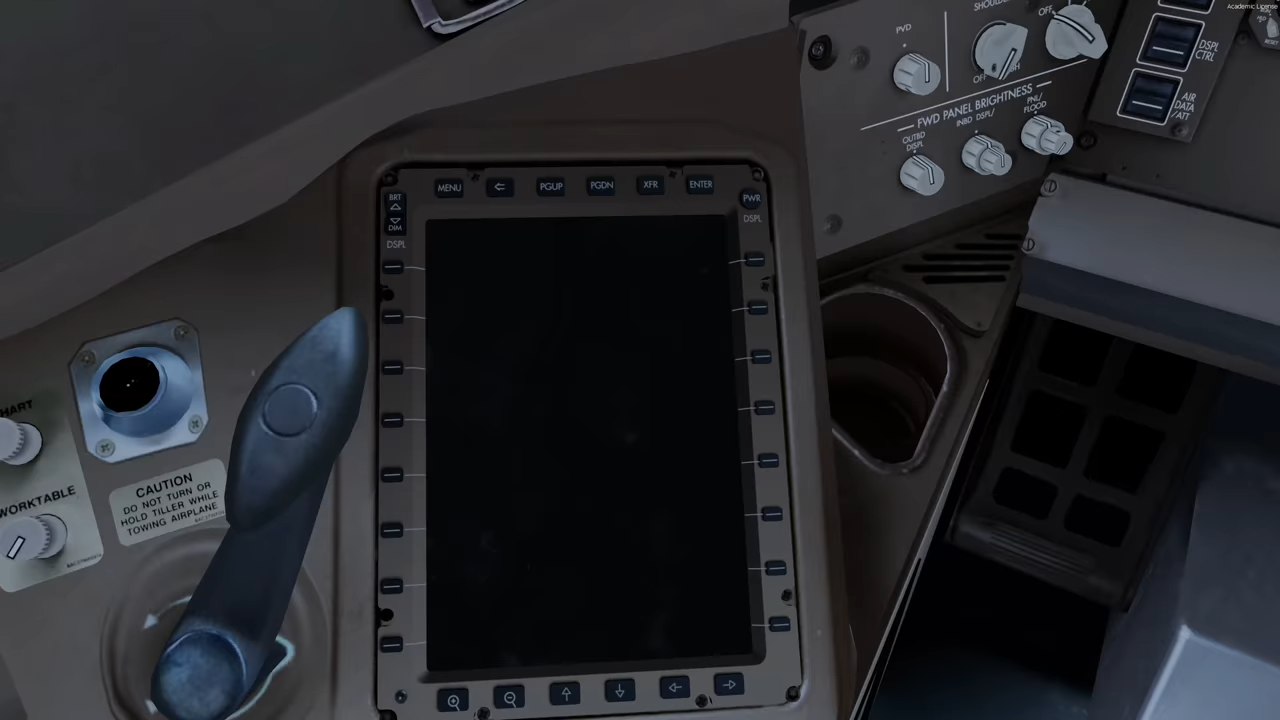 Academic License
SHOULDER
OFF
PVD
OFF
DSPL
CTRL
FWD PANEL BRIGHTNESS
AIR
DATA
/ATT
OUTBD
DSPL
INBD DSPL/
PNL/
FLOOD
MENU
PGUP
PGDN
XFR
ENTER
BRT
DIM
DSPL
PWR
DSPL
HART
WORKTABLE
CAUTION
DO NOT TURN OR
HOLD TILLER WHILE
TOWING AIRPLANE